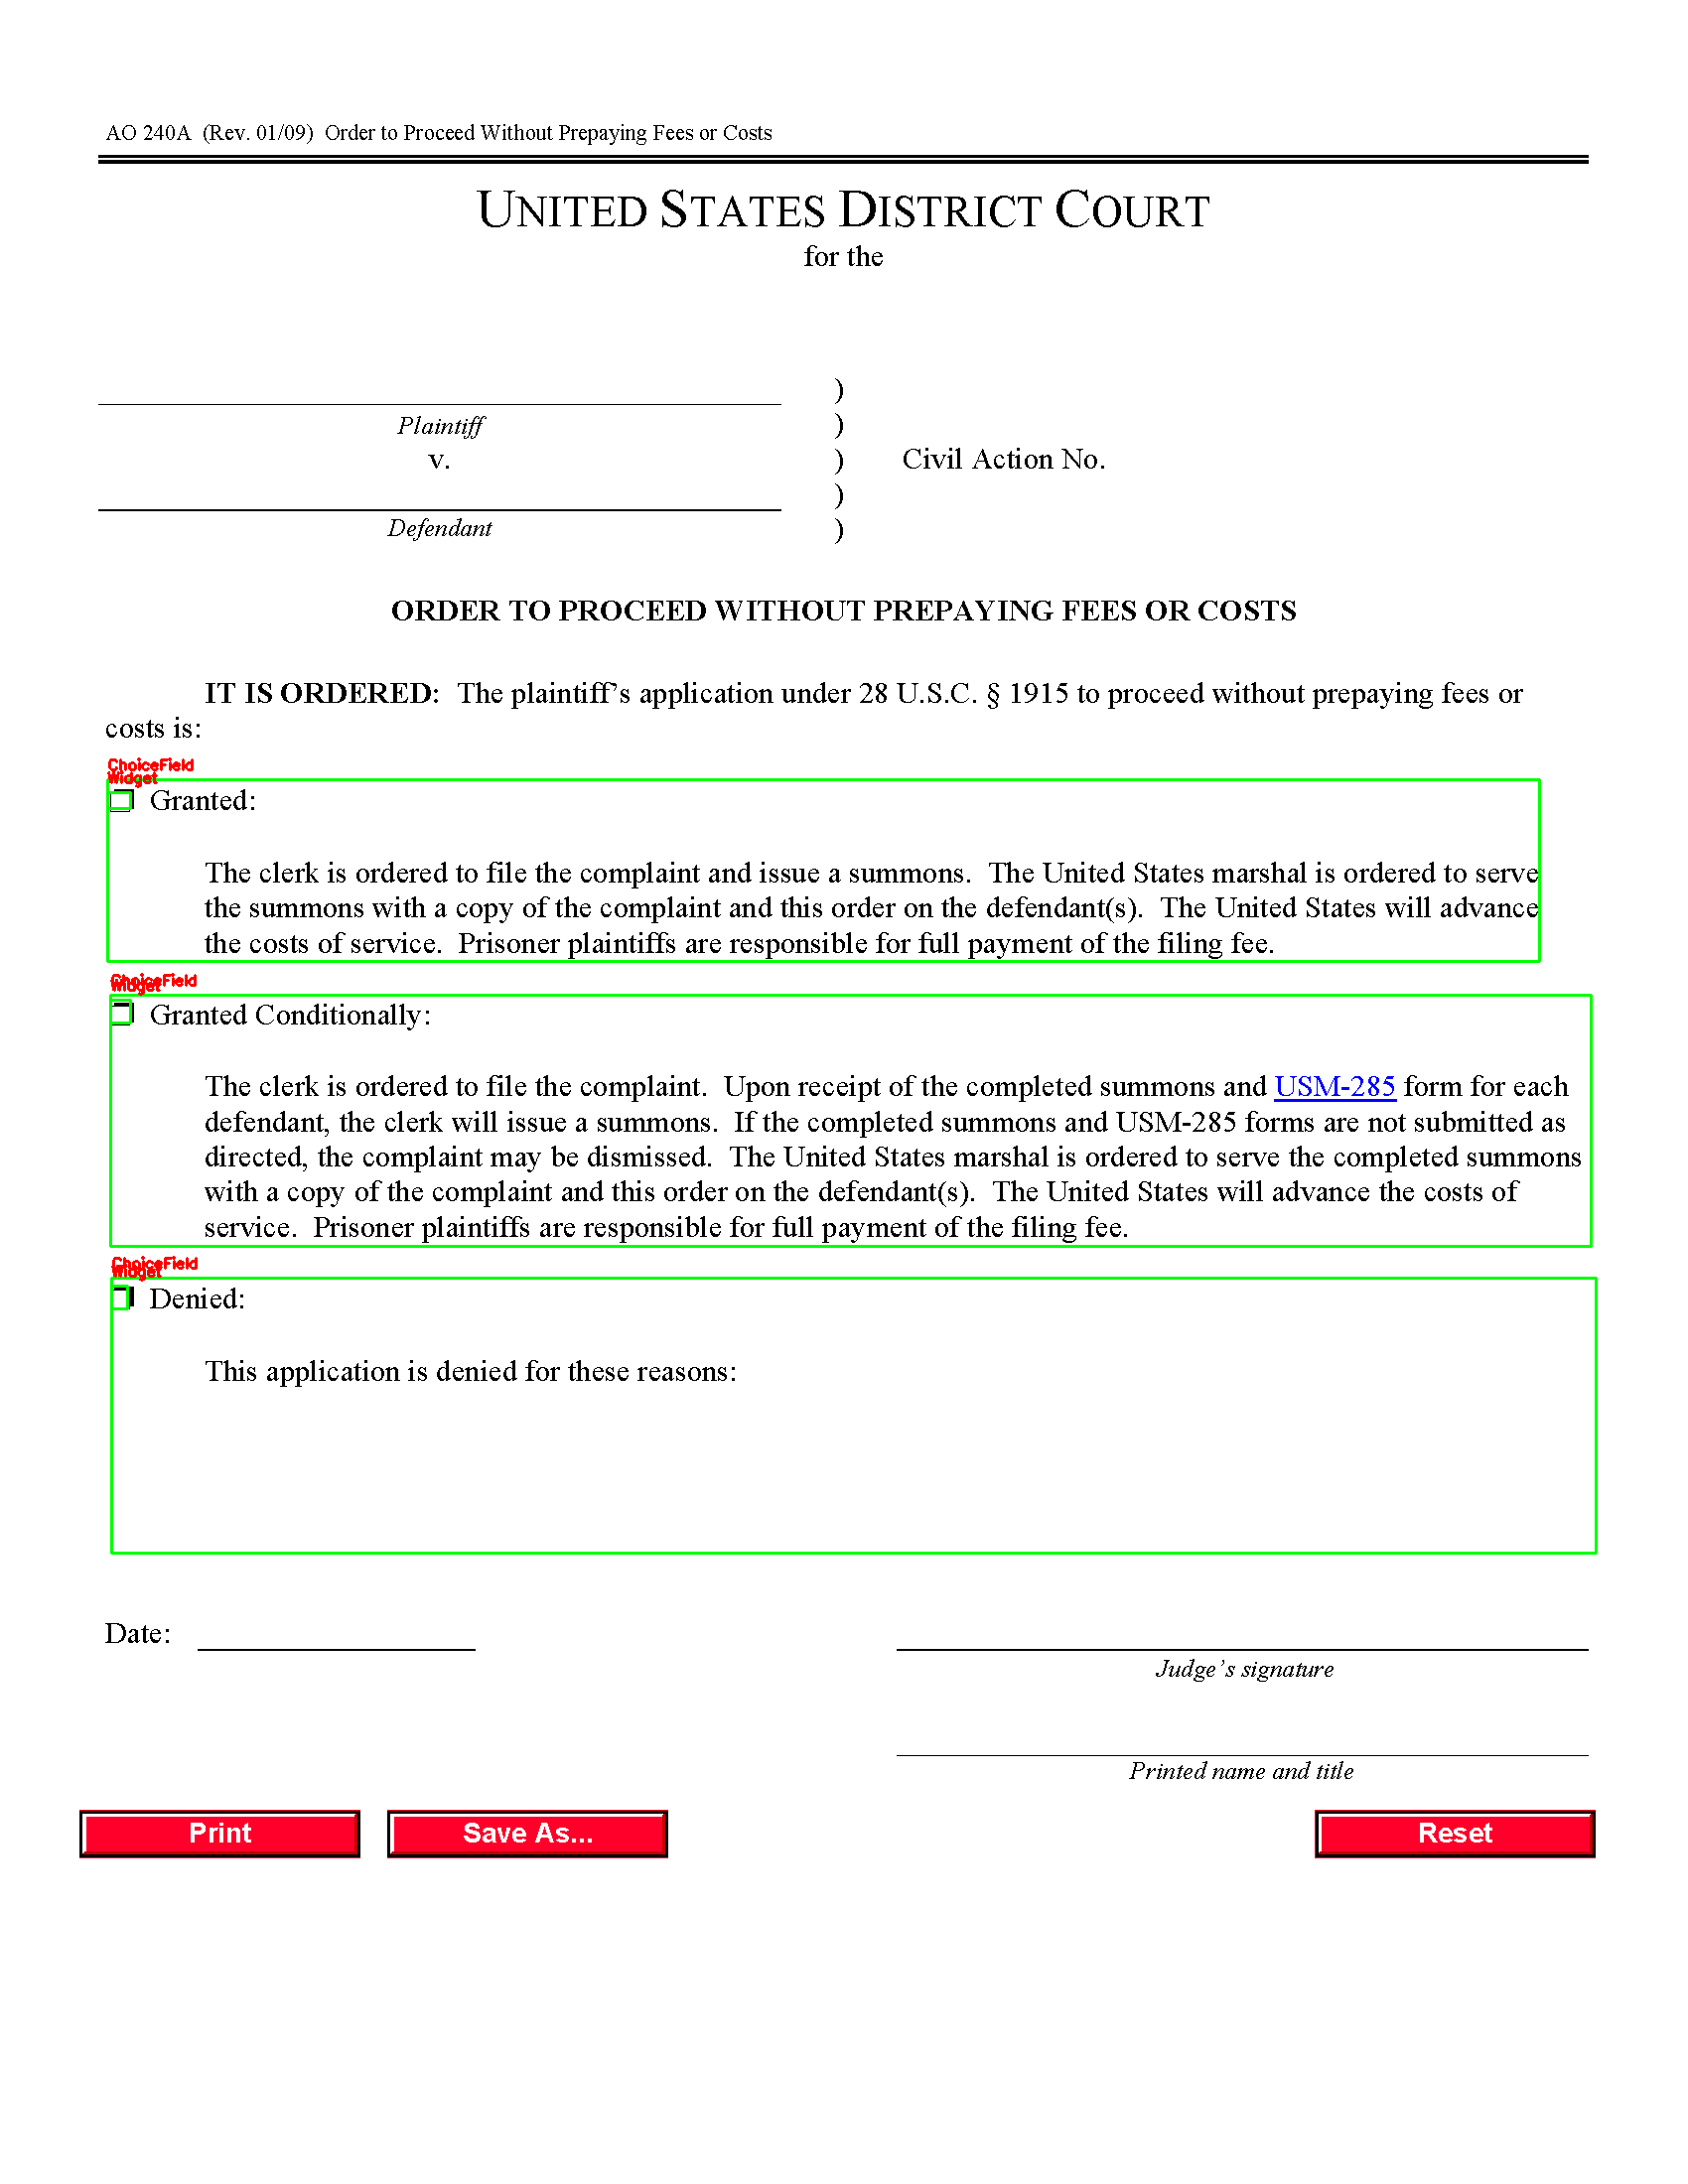 AO 240A (Rev. 01/09) Order to Proceed Without Prepaying Fees or Costs
UNITED STATES DISTRICT COURT
for the
)
Plaintiff )
v. ) Civil Action No.
)
Defendant )
ORDER TO PROCEED WITHOUT PREPAYING FEES OR COSTS
IT IS ORDERED: The plaintiff’s application under 28 U.S.C. § 1915 to proceed without prepaying fees or
costs is:
ChoiceField
Widget
Granted:
The clerk is ordered to file the complaint and issue a summons. The United States marshal is ordered to serve
the summons with a copy of the complaint and this order on the defendant(s). The United States will advance
the costs of service. Prisoner plaintiffs are responsible for full payment of the filing fee.
ChoiceField
Widget
Granted Conditionally:
The clerk is ordered to file the complaint. Upon receipt of the completed summons and USM-285 form for each
defendant, the clerk will issue a summons. If the completed summons and USM-285 forms are not submitted as
directed, the complaint may be dismissed. The United States marshal is ordered to serve the completed summons
with a copy of the complaint and this order on the defendant(s). The United States will advance the costs of
service. Prisoner plaintiffs are responsible for full payment of the filing fee.
ChoiceField
Widget
Denied:
This application is denied for these reasons:
Date:
Judge’s signature
Printed name and title
Print Save As... Reset